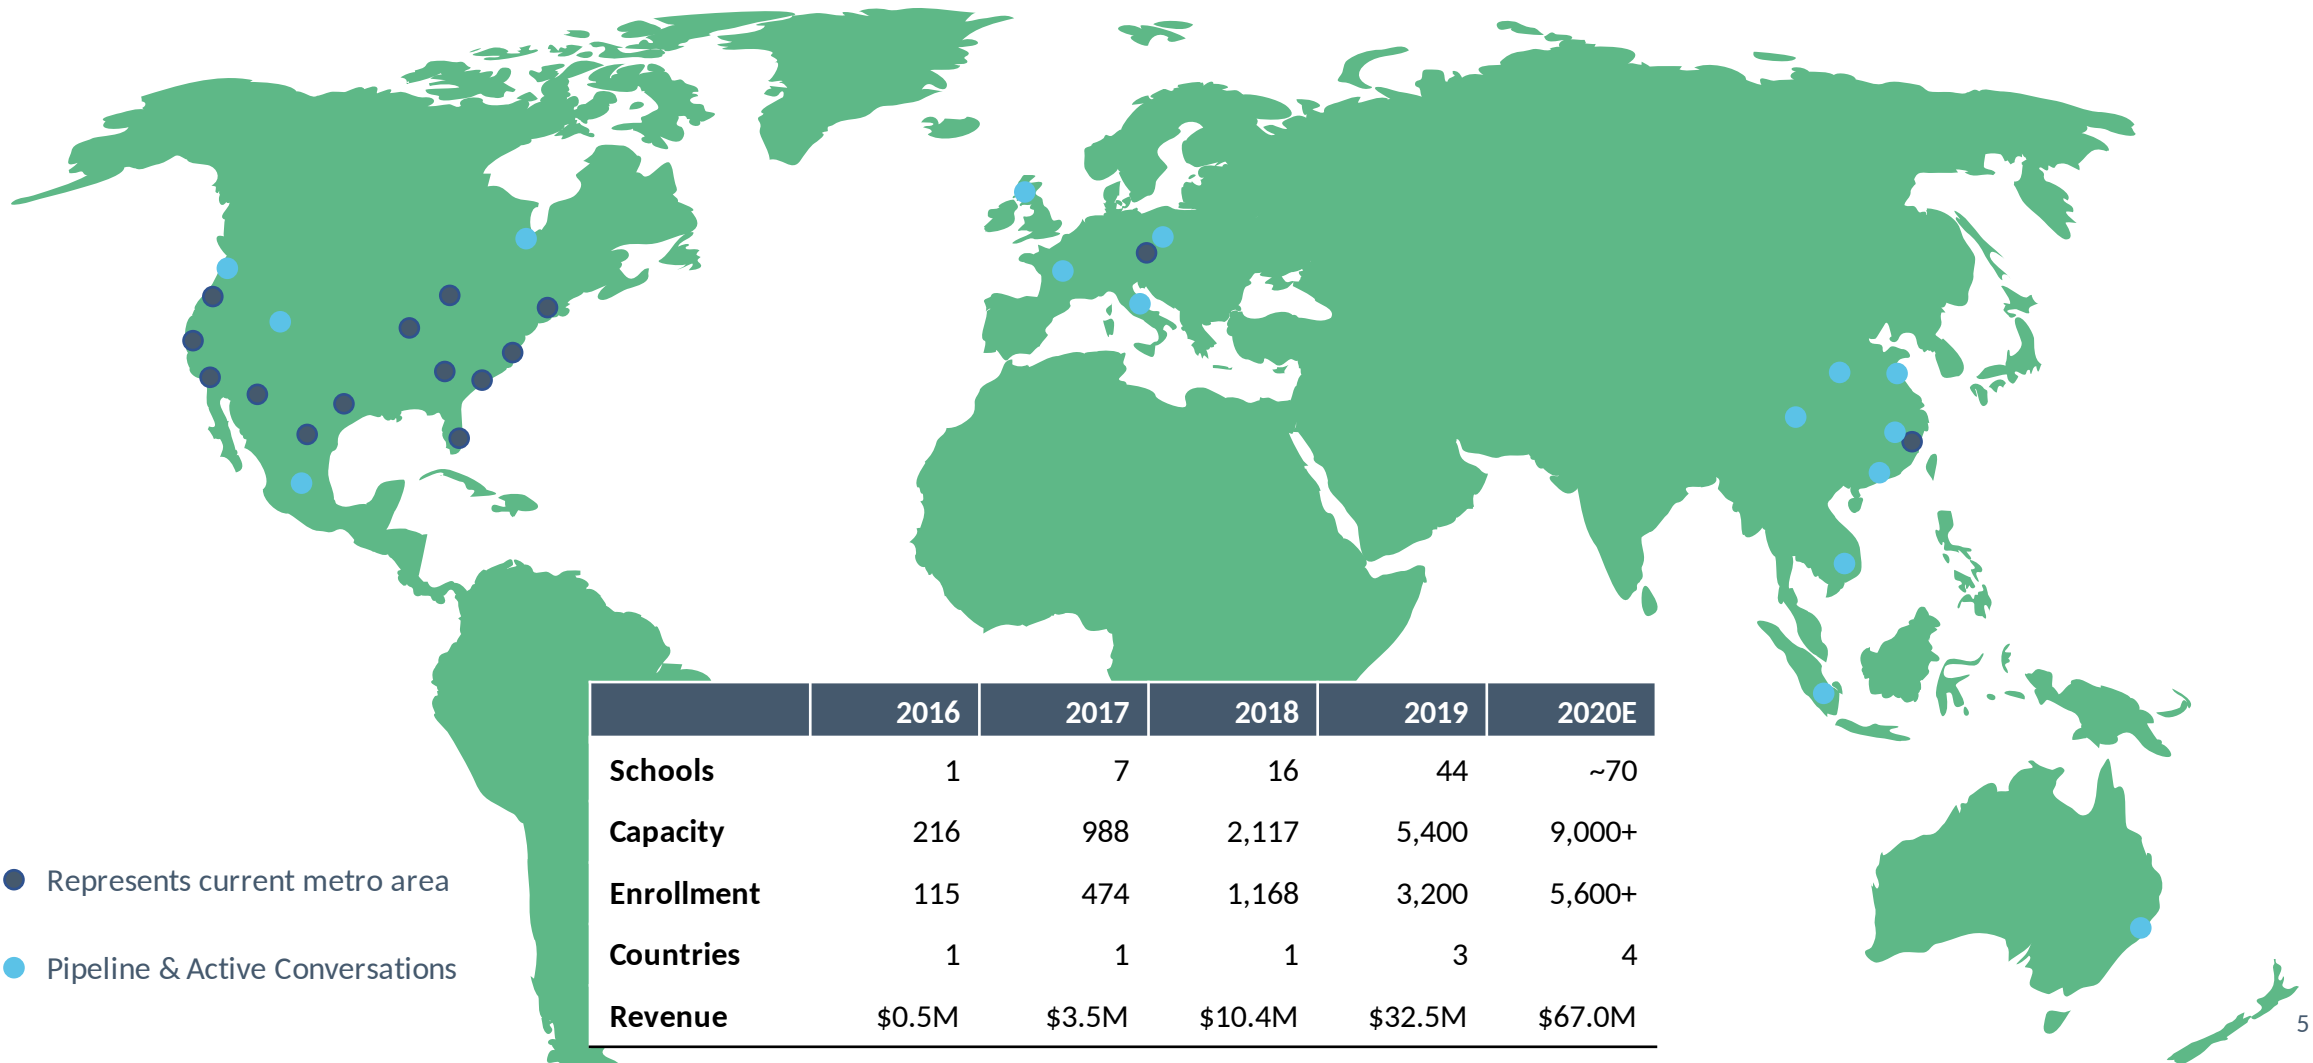 2016 2017 2018 2019 2020E
Schools 1 7 16 44 ~70
Capacity 216 988 2,117 5,400 9,000+
Enrollment 115 474 1,168 3,200 5,600+
Countries 1 1 1 3 4
Revenue $0.5M $3.5M $10.4M $32.5M $67.0M
Represents current metro area
Pipeline & Active Conversations
5